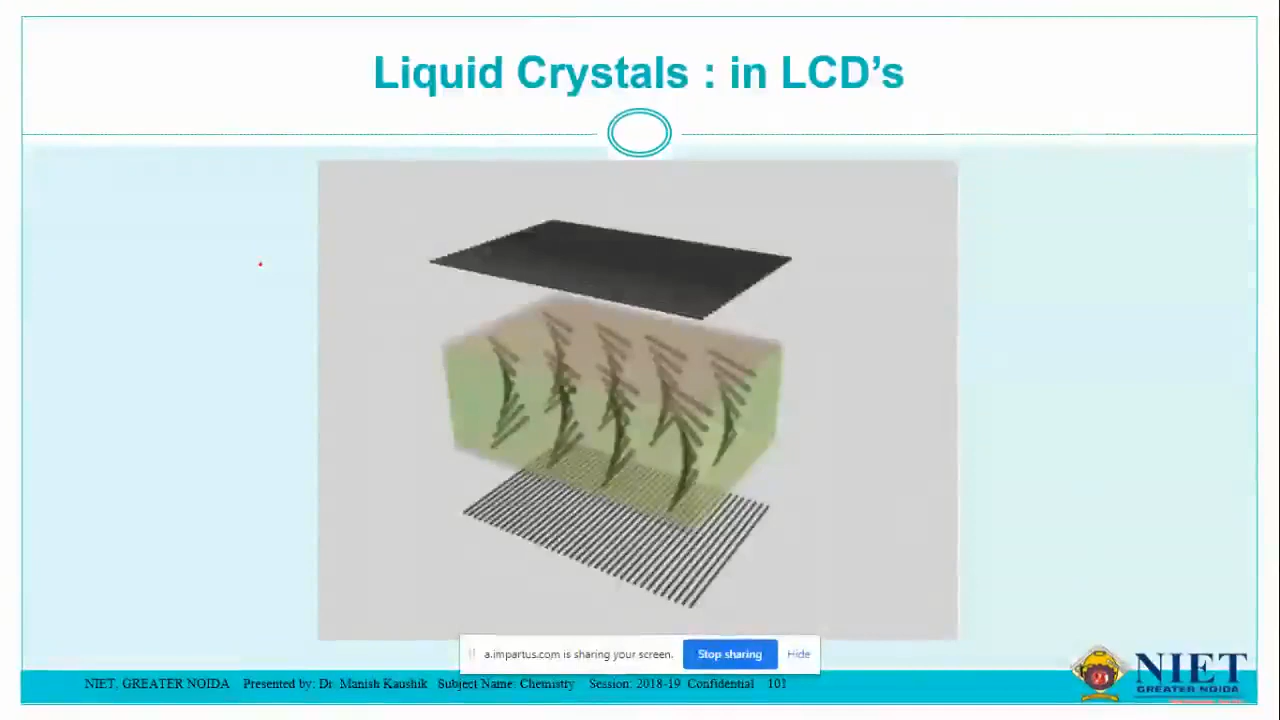 Liquid Crystals : in LCD's
a.impartus.com is sharing your screen. Stop sharing Hide
NIET, GREATER NOIDA Presented by: Dr. Manish Kaushik Subject Name: Chemistry Session: 2018-19 Confidential 101
NIET
GREATER NOIDA